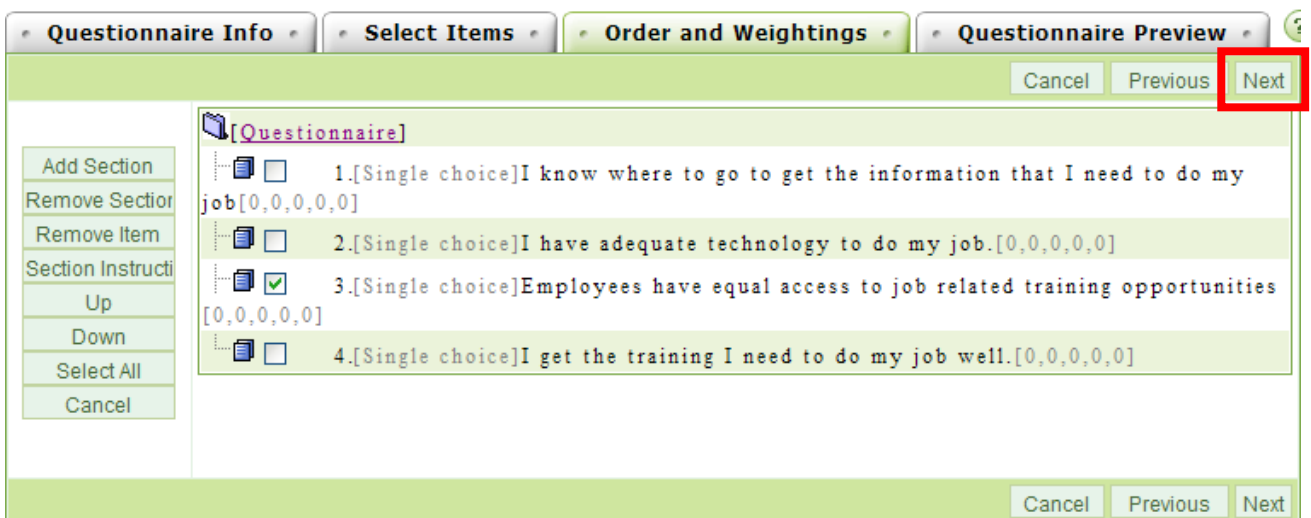 Questionnaire Info Select Items Order and Weightings Questionnaire Preview ?
Cancel Previous Next
[Questionnaire]
Add Section
Remove Section
Remove Item
Section Instructi
Up
Down
Select All
Cancel
1.[Single choice]I know where to go to get the information that I need to do my
job[0,0,0,0,0]
2.[Single choice]I have adequate technology to do my job.[0,0,0,0,0]
3.[Single choice]Employees have equal access to job related training opportunities
[0,0,0,0,0]
4.[Single choice]I get the training I need to do my job well.[0,0,0,0,0]
Cancel Previous Next